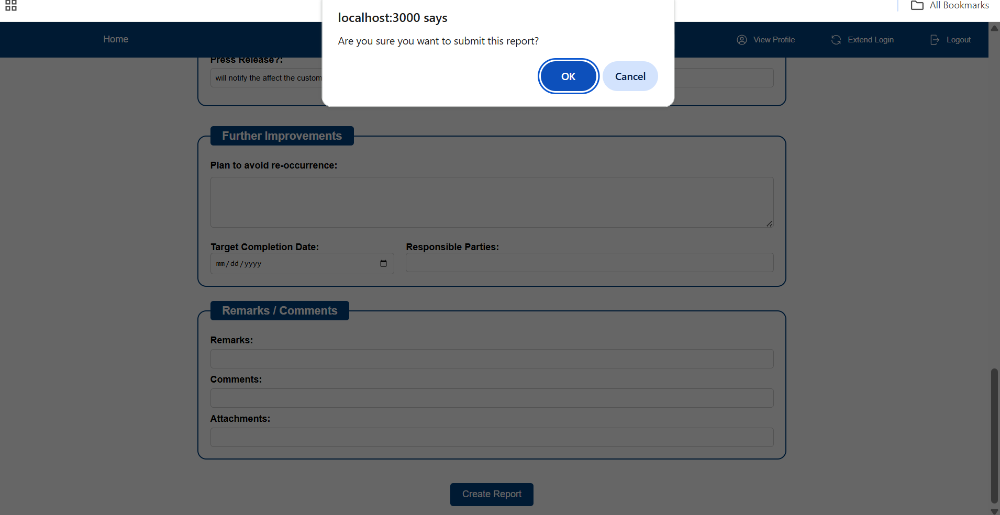 All Bookmarks
localhost:3000 says
Are you sure you want to submit this report?
OK
Cancel
Home
View Profile
Extend Login
Logout
Press Release?:
will notify the affect the custom
Further Improvements
Plan to avoid re-occurrence:
Target Completion Date:
Responsible Parties:
mm/dd/yyyy
Remarks / Comments
Remarks:
Comments:
Attachments:
Create Report